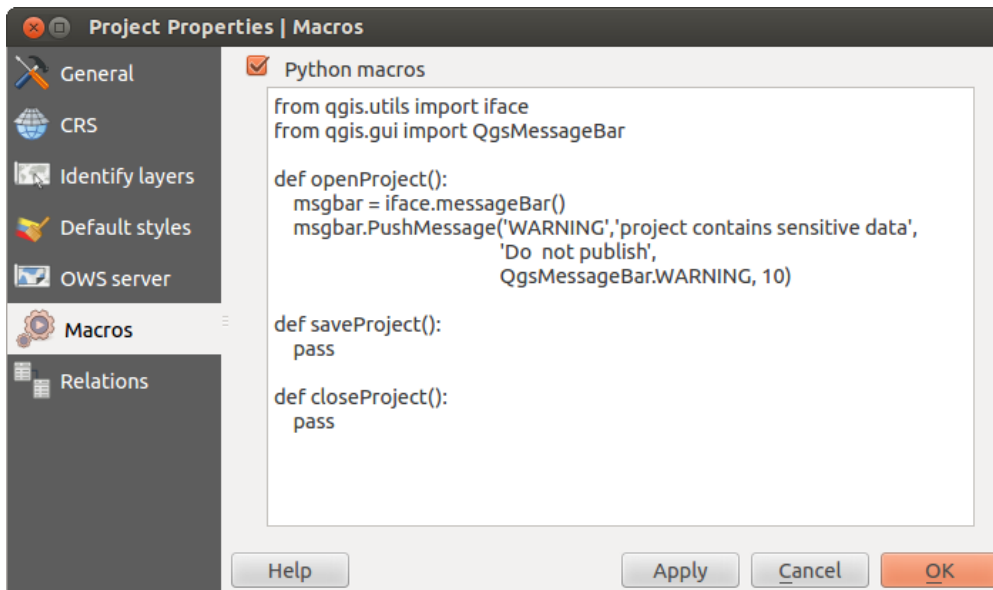 Project Properties | Macros
General
CRS
Identify layers
Default styles
OWS server
Macros
Relations
Python macros
from qgis.utils import iface
from qgis.gui import QgsMessageBar
def openProject():
msgbar = iface.messageBar()
msgbar.PushMessage('WARNING','project contains sensitive data',
'Do  not publish',
QgsMessageBar.WARNING, 10)
def saveProject():
pass
def closeProject():
pass
Help
Apply
Cancel
OK